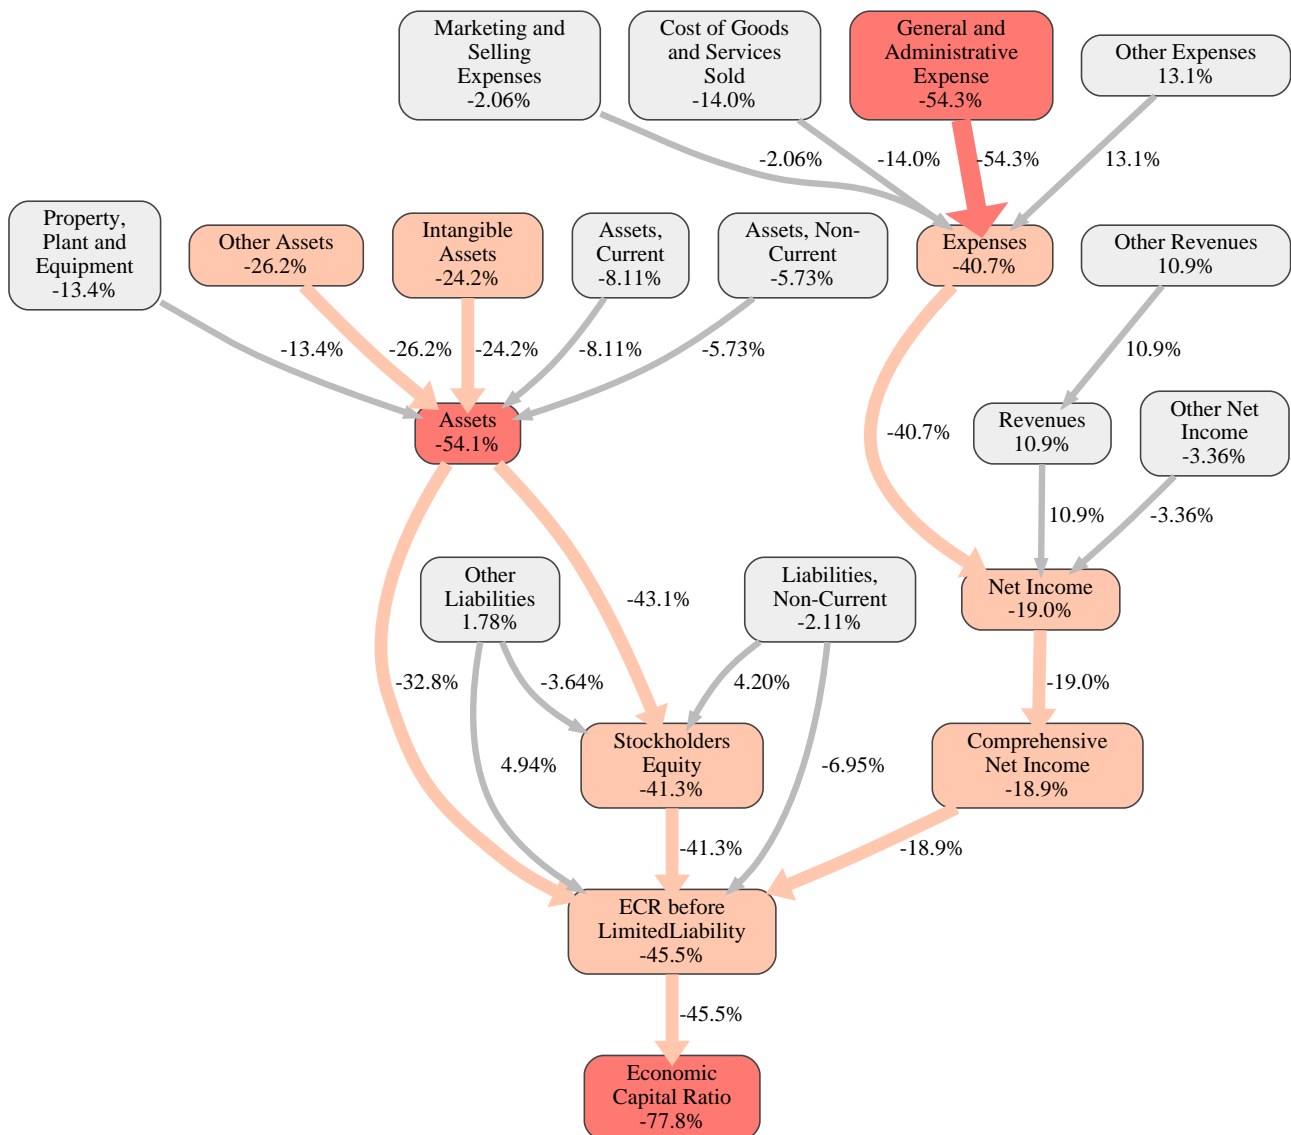 Marketing and
Selling
Expenses
-2.06%
Cost of Goods
and Services
Sold
-14.0%
General and
Administrative
Expense
-54.3%
Other Expenses
13.1%
-2.06%
-14.0%
-54.3%
13.1%
Property,
Plant and
Equipment
-13.4%
Other Assets
-26.2%
Intangible
Assets
-24.2%
Assets,
Current
-8.11%
Assets, Non-
Current
-5.73%
Expenses
-40.7%
Other Revenues
10.9%
-13.4%
-26.2%
-24.2%
-8.11%
-5.73%
10.9%
Assets
-54.1%
-40.7%
Revenues
10.9%
Other Net
Income
-3.36%
10.9%
-3.36%
Other
Liabilities
1.78%
-43.1%
Liabilities,
Non-Current
-2.11%
Net Income
-19.0%
-32.8%
-3.64%
4.20%
-19.0%
4.94%
Stockholders
Equity
-41.3%
-6.95%
Comprehensive
Net Income
-18.9%
-41.3%
-18.9%
ECR before
LimitedLiability
-45.5%
-45.5%
Economic
Capital Ratio
-77.8%